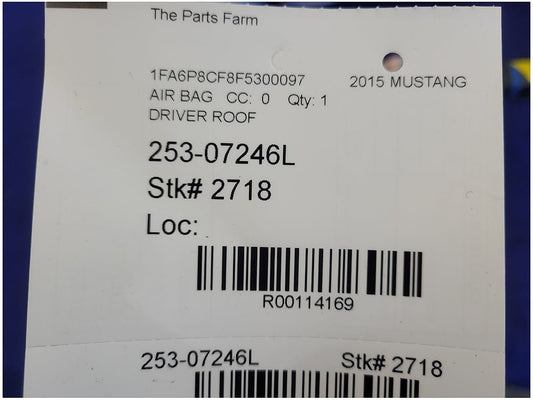 The Parts Farm
1FA6P8CF8F5300097 2015 MUSTANG
AIR BAG CC: 0 Qty: 1
DRIVER ROOF
253-07246L
Stk# 2718
Loc:
R00114169
253-07246L Stk# 2718